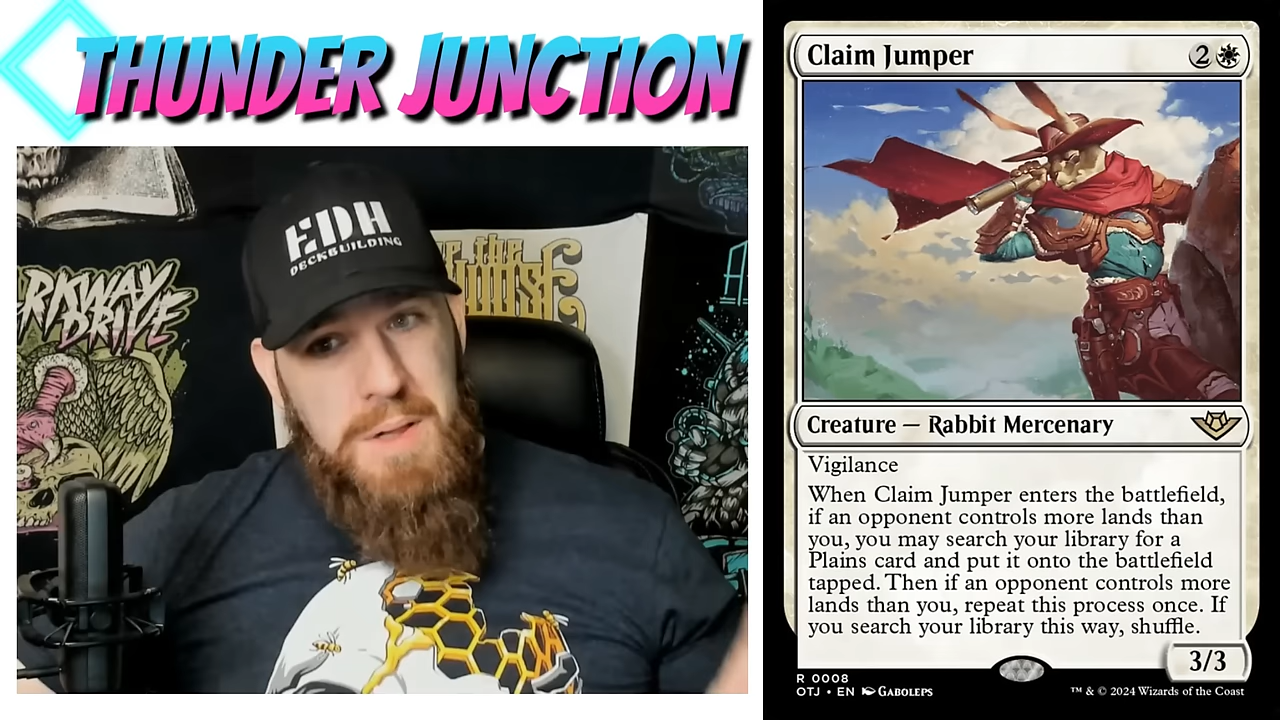 THUNDER JUNCTION
EDH
DECKBUILDING
RKWAY
DRIVE
the
Claim Jumper
2
Creature — Rabbit Mercenary
Vigilance
When Claim Jumper enters the battlefield,
if an opponent controls more lands than
you, you may search your library for a
Plains card and put it onto the battlefield
tapped. Then if an opponent controls more
lands than you, repeat this process once. If
you search your library this way, shuffle.
3/3
R 0008
OTJ • EN GABOLEPS
™ & © 2024 Wizards of the Coast